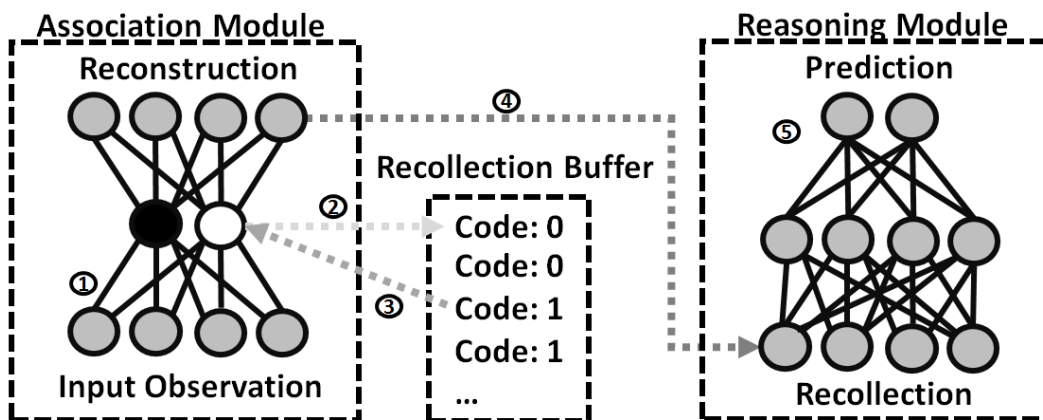 Association Module
Reconstruction
①
②
③
Input Observation
Recollection Buffer
Code: 0
Code: 0
Code: 1
Code: 1
...
④
Reasoning Module
Prediction
⑤
Recollection